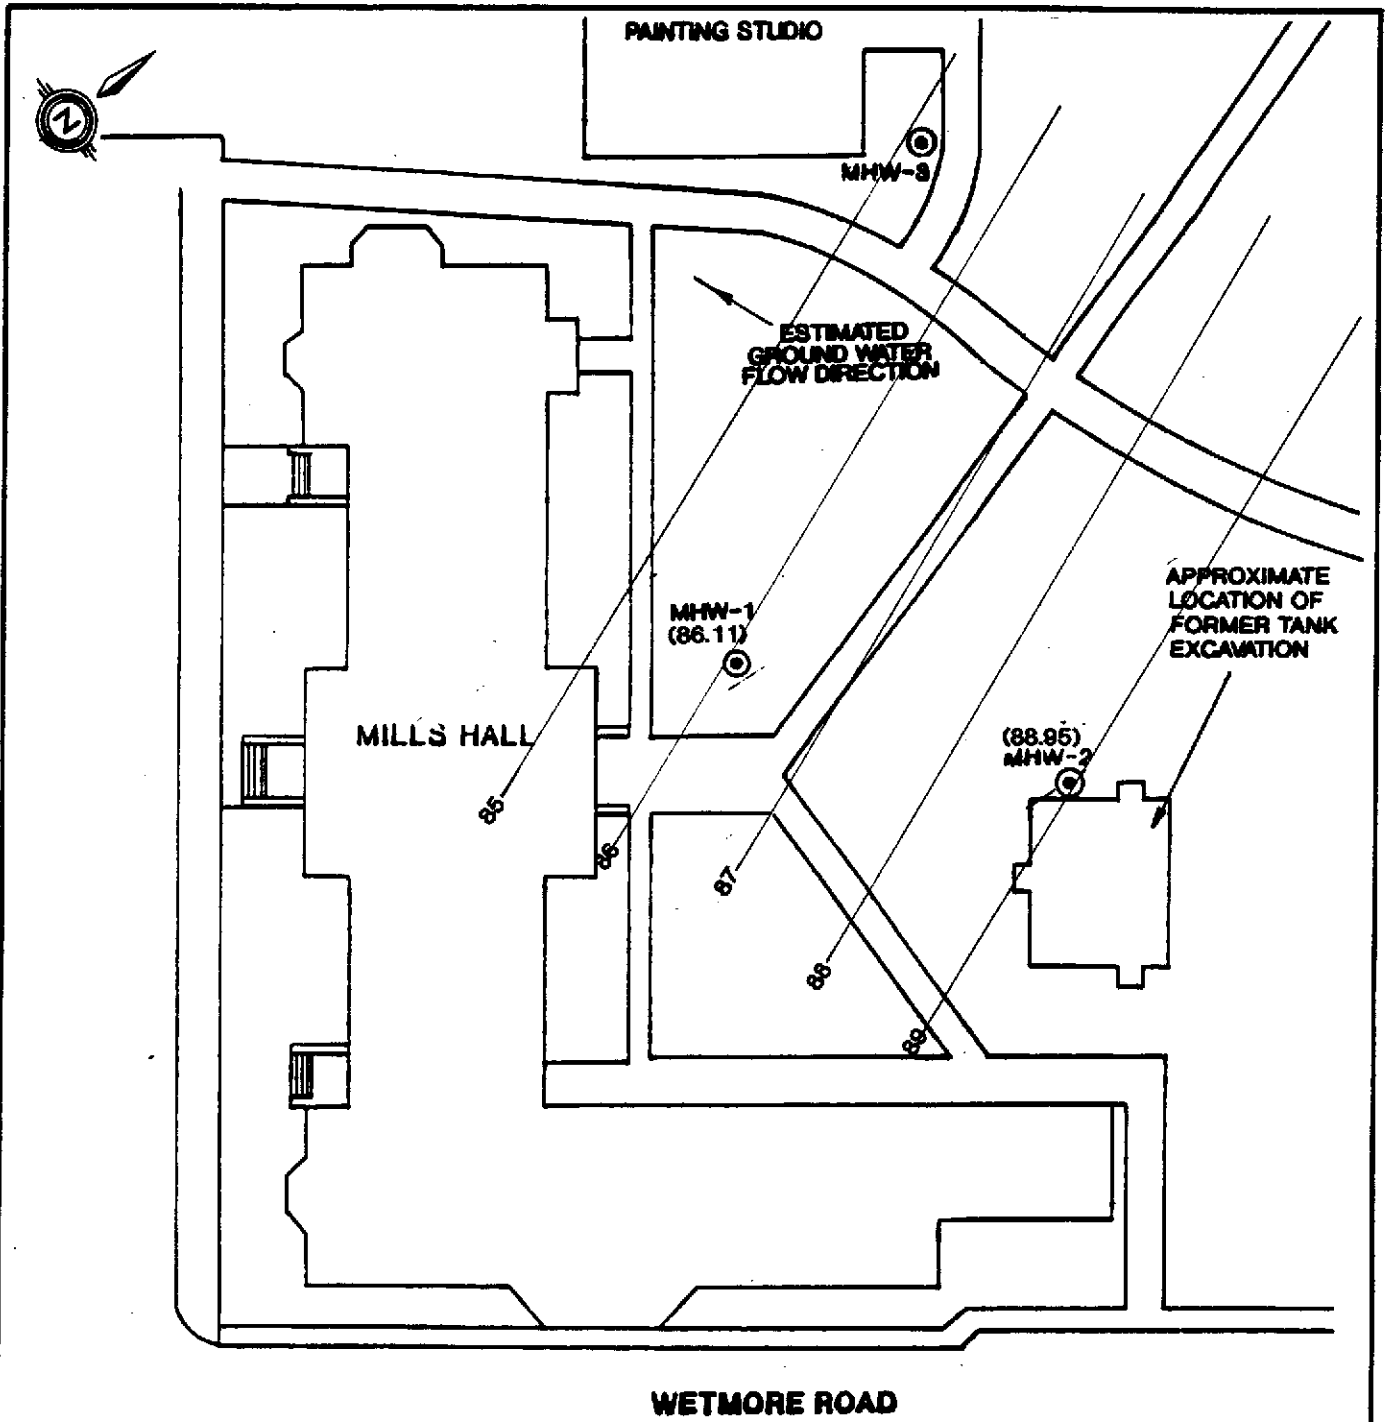 PAINTING STUDIO
N
MHW-3
ESTIMATED
GROUND WATER
FLOW DIRECTION
APPROXIMATE
LOCATION OF
FORMER TANK
EXCAVATION
MHW-1
(86.11)
MILLS HALL
(88.95)
MHW-2
85
86
87
88
89
WETMORE ROAD